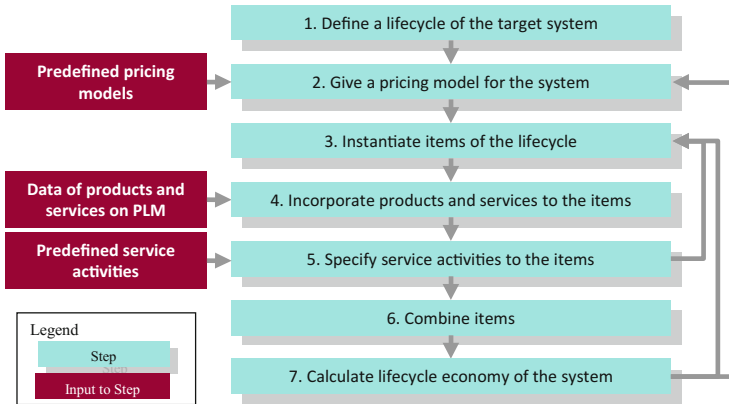 1. Define a lifecycle of the target system
Predefined pricing
models
2. Give a pricing model for the system
3. Instantiate items of the lifecycle
Data of products and
services on PLM
4. Incorporate products and services to the items
Predefined service
activities
5. Specify service activities to the items
6. Combine items
7. Calculate lifecycle economy of the system
Legend
Step
Step
Input to Step